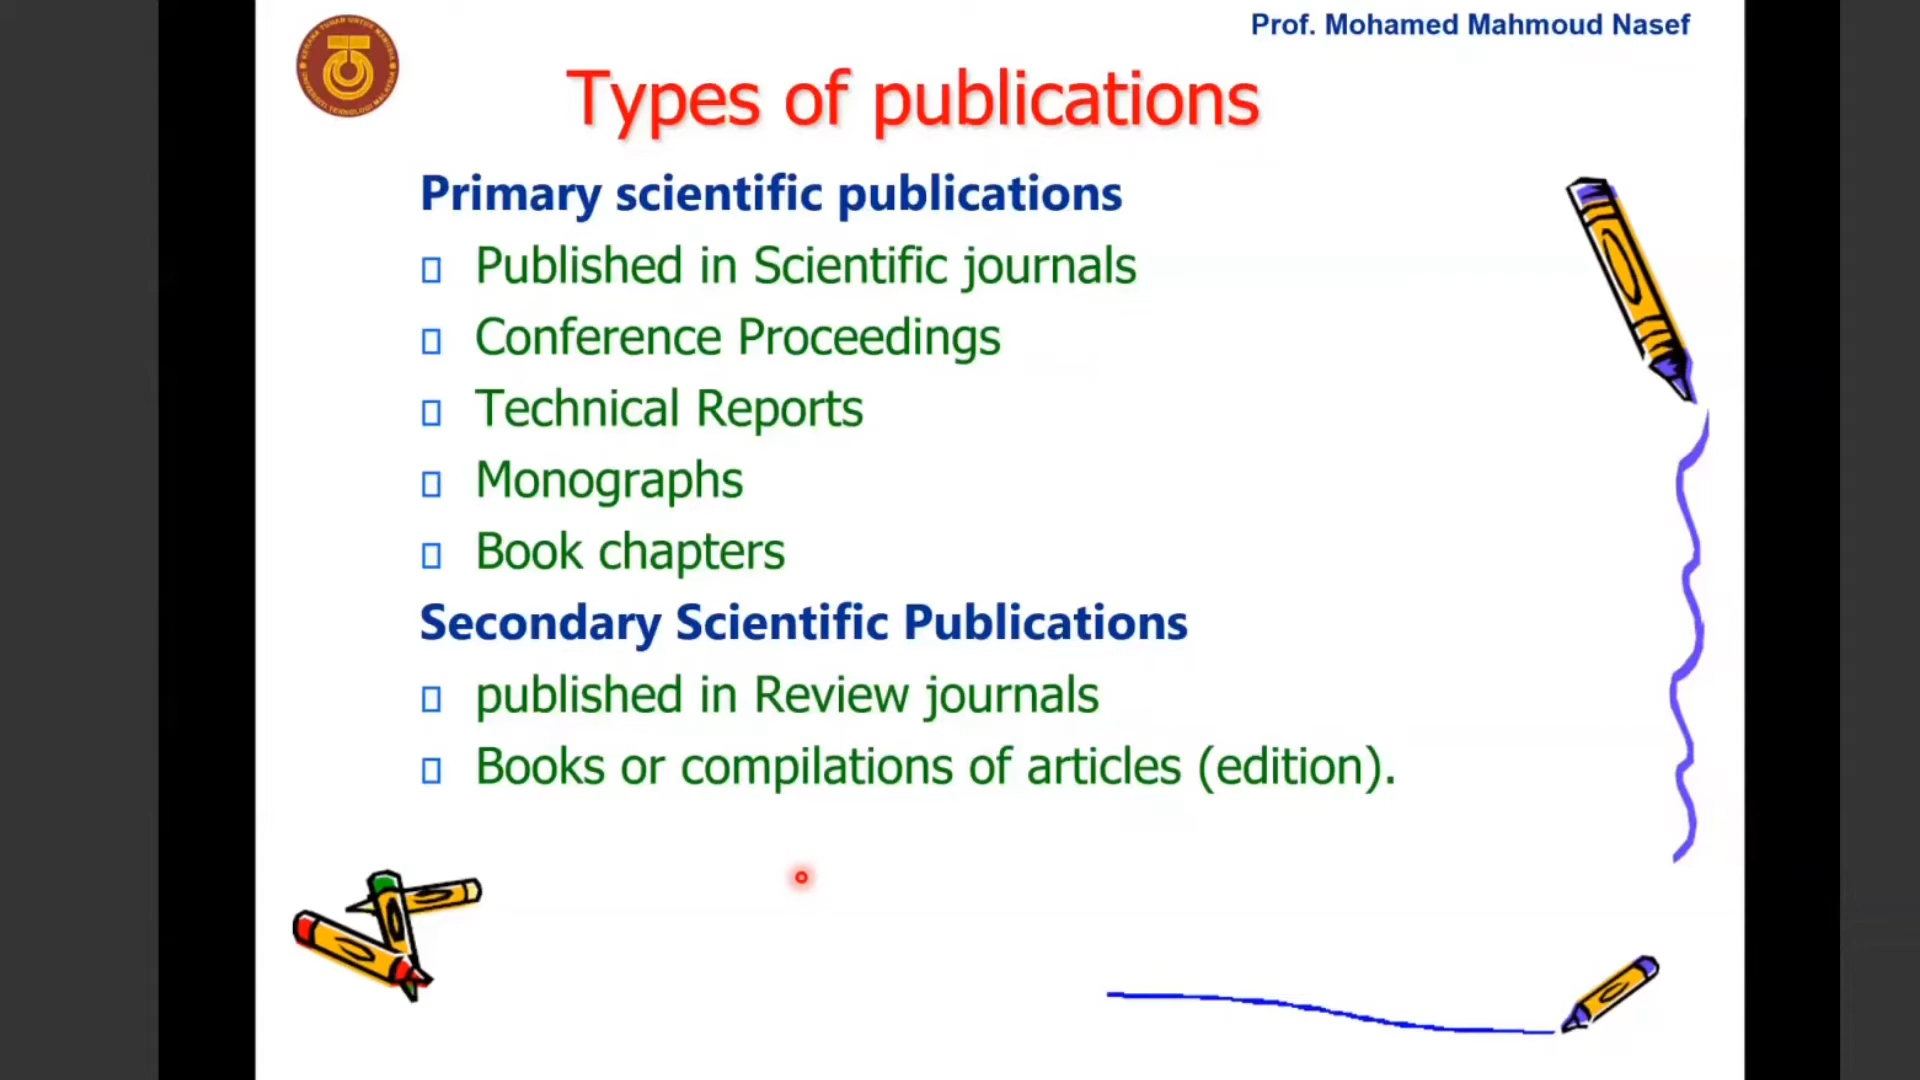 Prof. Mohamed Mahmoud Nasef
Types of publications
Primary scientific publications
Published in Scientific journals
Conference Proceedings
Technical Reports
Monographs
Book chapters
Secondary Scientific Publications
published in Review journals
Books or compilations of articles (edition).